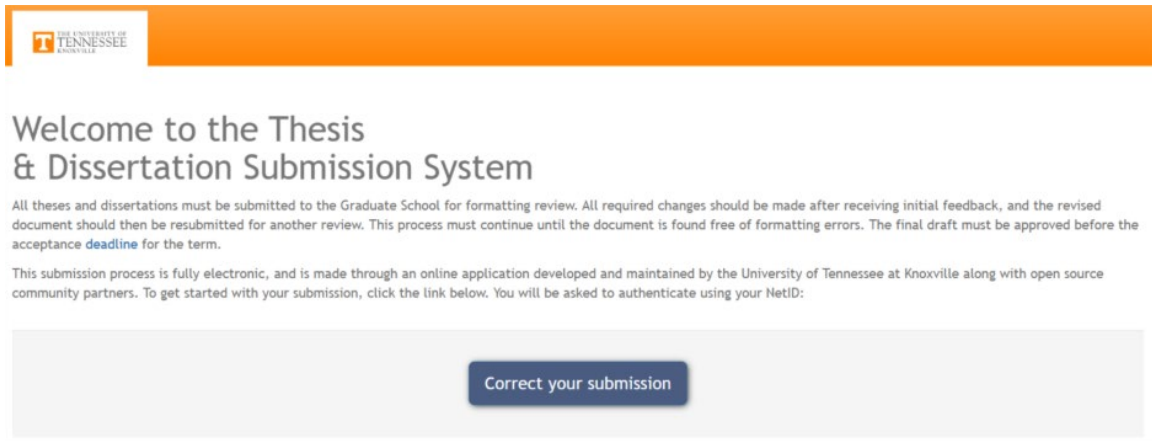 THE UNIVERSITY OF
TENNESSEE
KNOXVILLE
Welcome to the Thesis
& Dissertation Submission System
All theses and dissertations must be submitted to the Graduate School for formatting review. All required changes should be made after receiving initial feedback, and the revised
document should then be resubmitted for another review. This process must continue until the document is found free of formatting errors. The final draft must be approved before the
acceptance deadline for the term.
This submission process is fully electronic, and is made through an online application developed and maintained by the University of Tennessee at Knoxville along with open source
community partners. To get started with your submission, click the link below. You will be asked to authenticate using your NetID:
Correct your submission